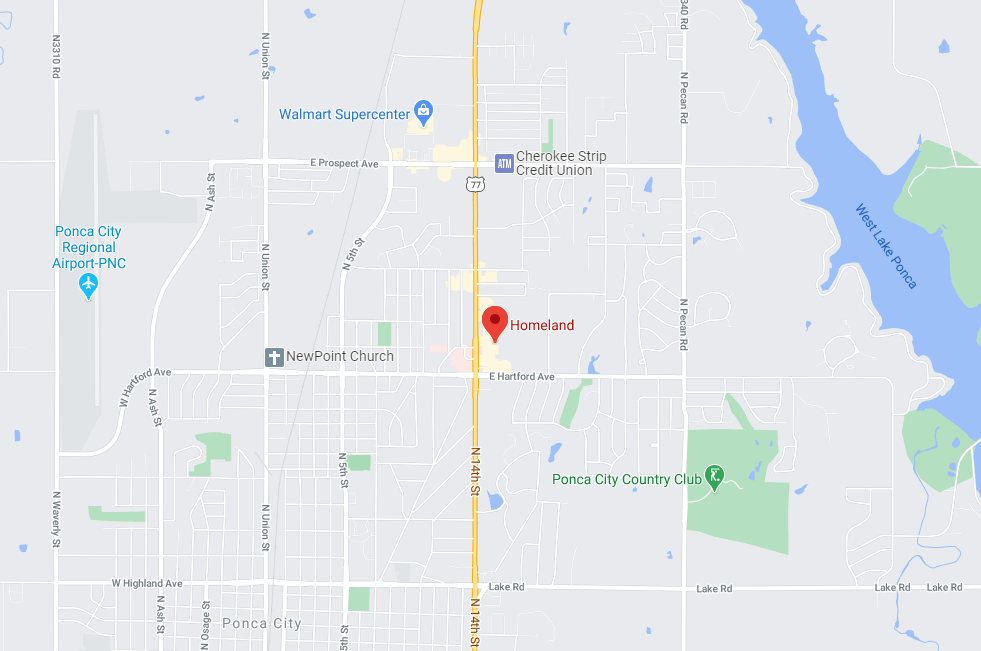 N3310 Rd
N Union St
340 Rd
Walmart Supercenter
N Pecan Rd
E Prospect Ave
ATM
Cherokee Strip
Credit Union
77
N Ash St
West Lake Ponca
Ponca City
Regional
Airport-PNC
N Union St
N 5th St
N Pecan Rd
Homeland
NewPoint Church
W Hartford Ave
E Hartford Ave
N Ash St
N 5th St
N 14th St
Ponca City Country Club
N Waverly St
N Union St
W Highland Ave
Lake Rd
Lake Rd
Lake Rd
Lake Rd
N Ash St
N Osage St
Ponca City
5th St
N 14th St